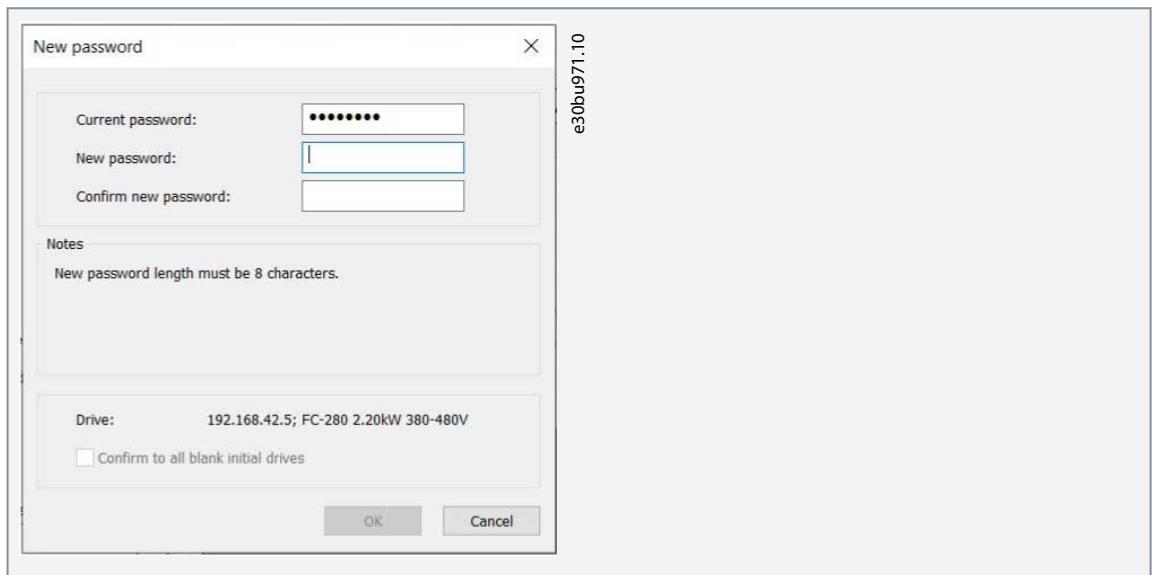 New password
Current password:
••••••••
New password:
Confirm new password:
Notes
New password length must be 8 characters.
Drive: 192.168.42.5; FC-280 2.20kW 380-480V
Confirm to all blank initial drives
OK Cancel
e30bu971.10